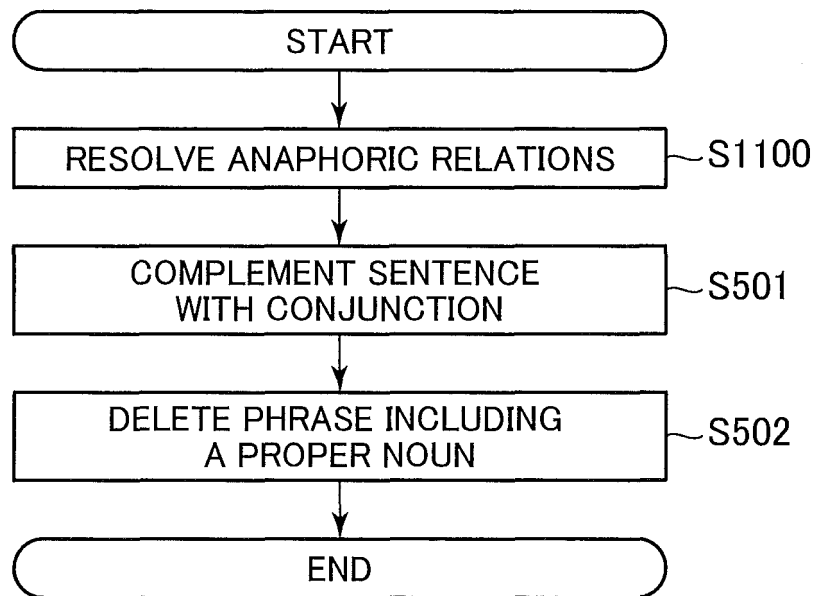 START
RESOLVE ANAPHORIC RELATIONS
S1100
COMPLEMENT SENTENCE
WITH CONJUNCTION
S501
DELETE PHRASE INCLUDING
A PROPER NOUN
S502
END